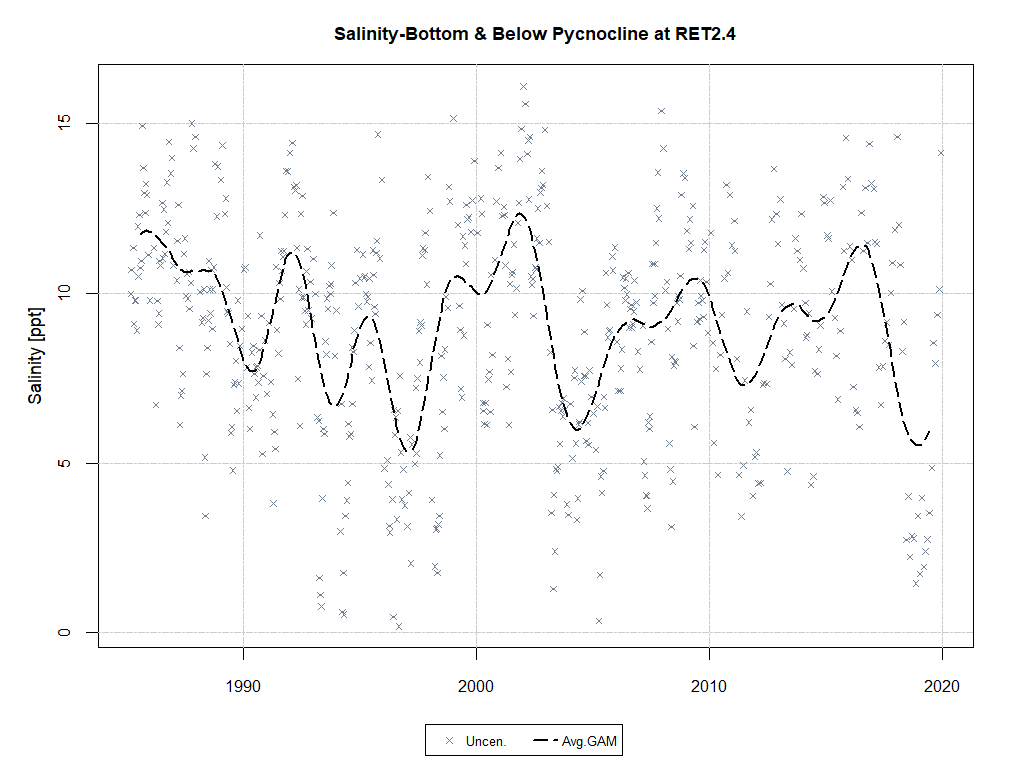 Salinity-Bottom & Below Pycnocline at RET2.4
Salinity [ppt]
15
10
5
0
1990 2000 2010 2020
Uncen. Avg.GAM